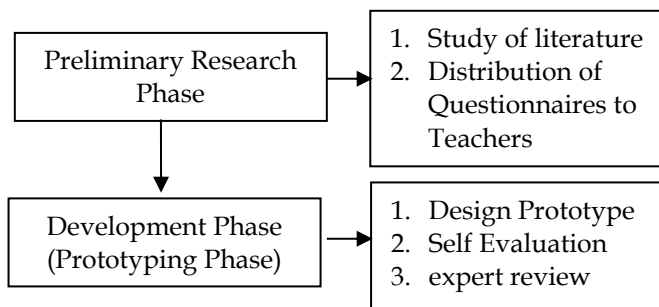 Preliminary Research
Phase
1. Study of literature
2. Distribution of
Questionnaires to
Teachers
Development Phase
(Prototyping Phase)
1. Design Prototype
2. Self Evaluation
3. expert review